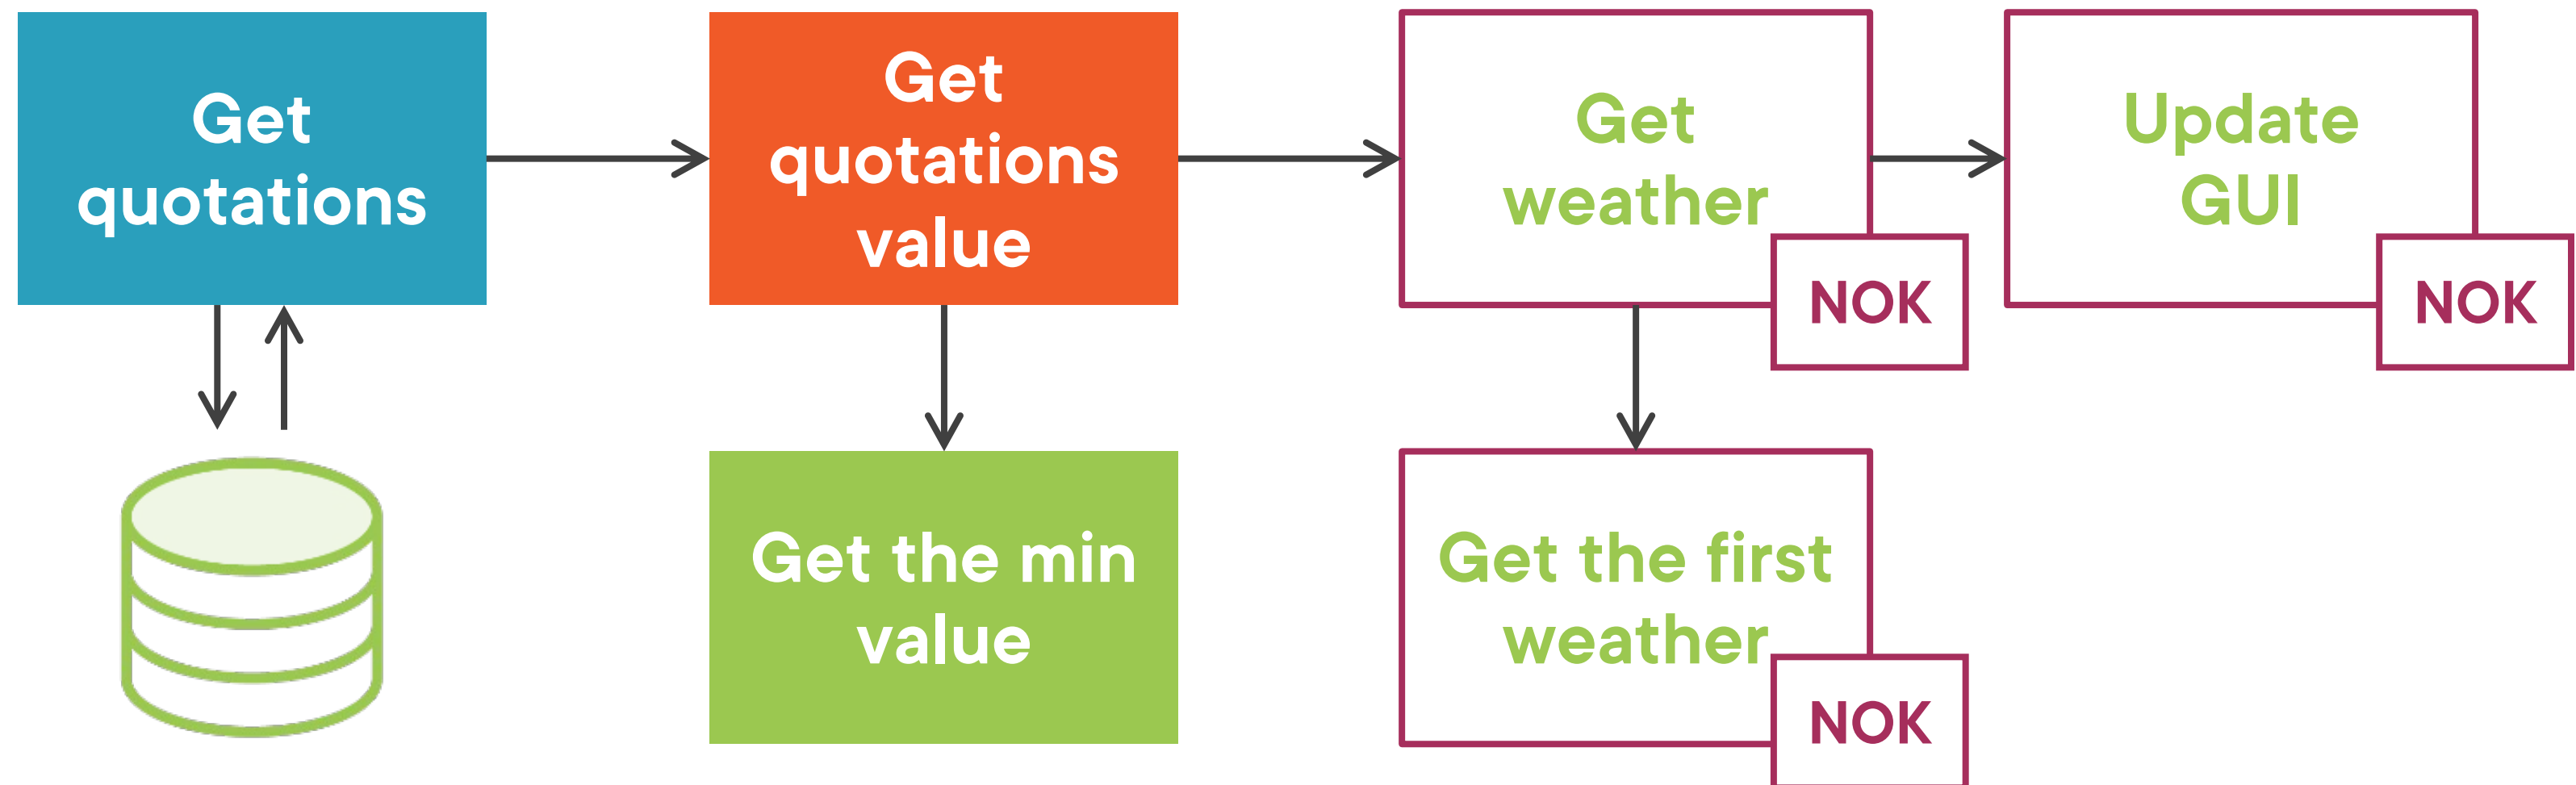 Get
quotations
Get
quotations
value
Get
weather
NOK
Update
GUI
NOK
Get the min
value
Get the first
weather
NOK